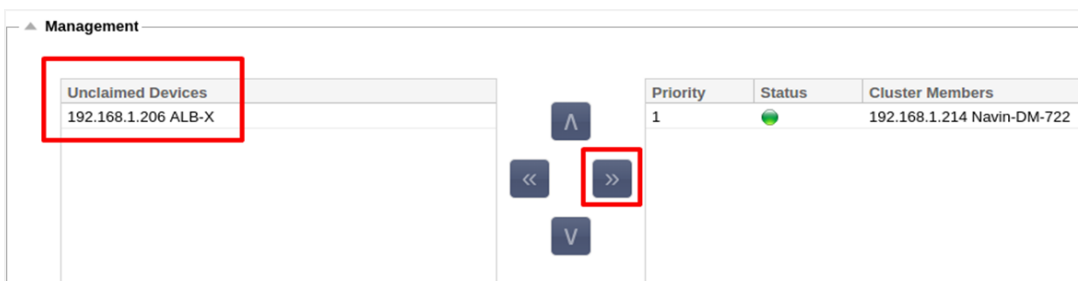 Management
Unclaimed Devices
192.168.1.206 ALB-X
∧
«
»
V
Priority Status Cluster Members
1 192.168.1.214 Navin-DM-722